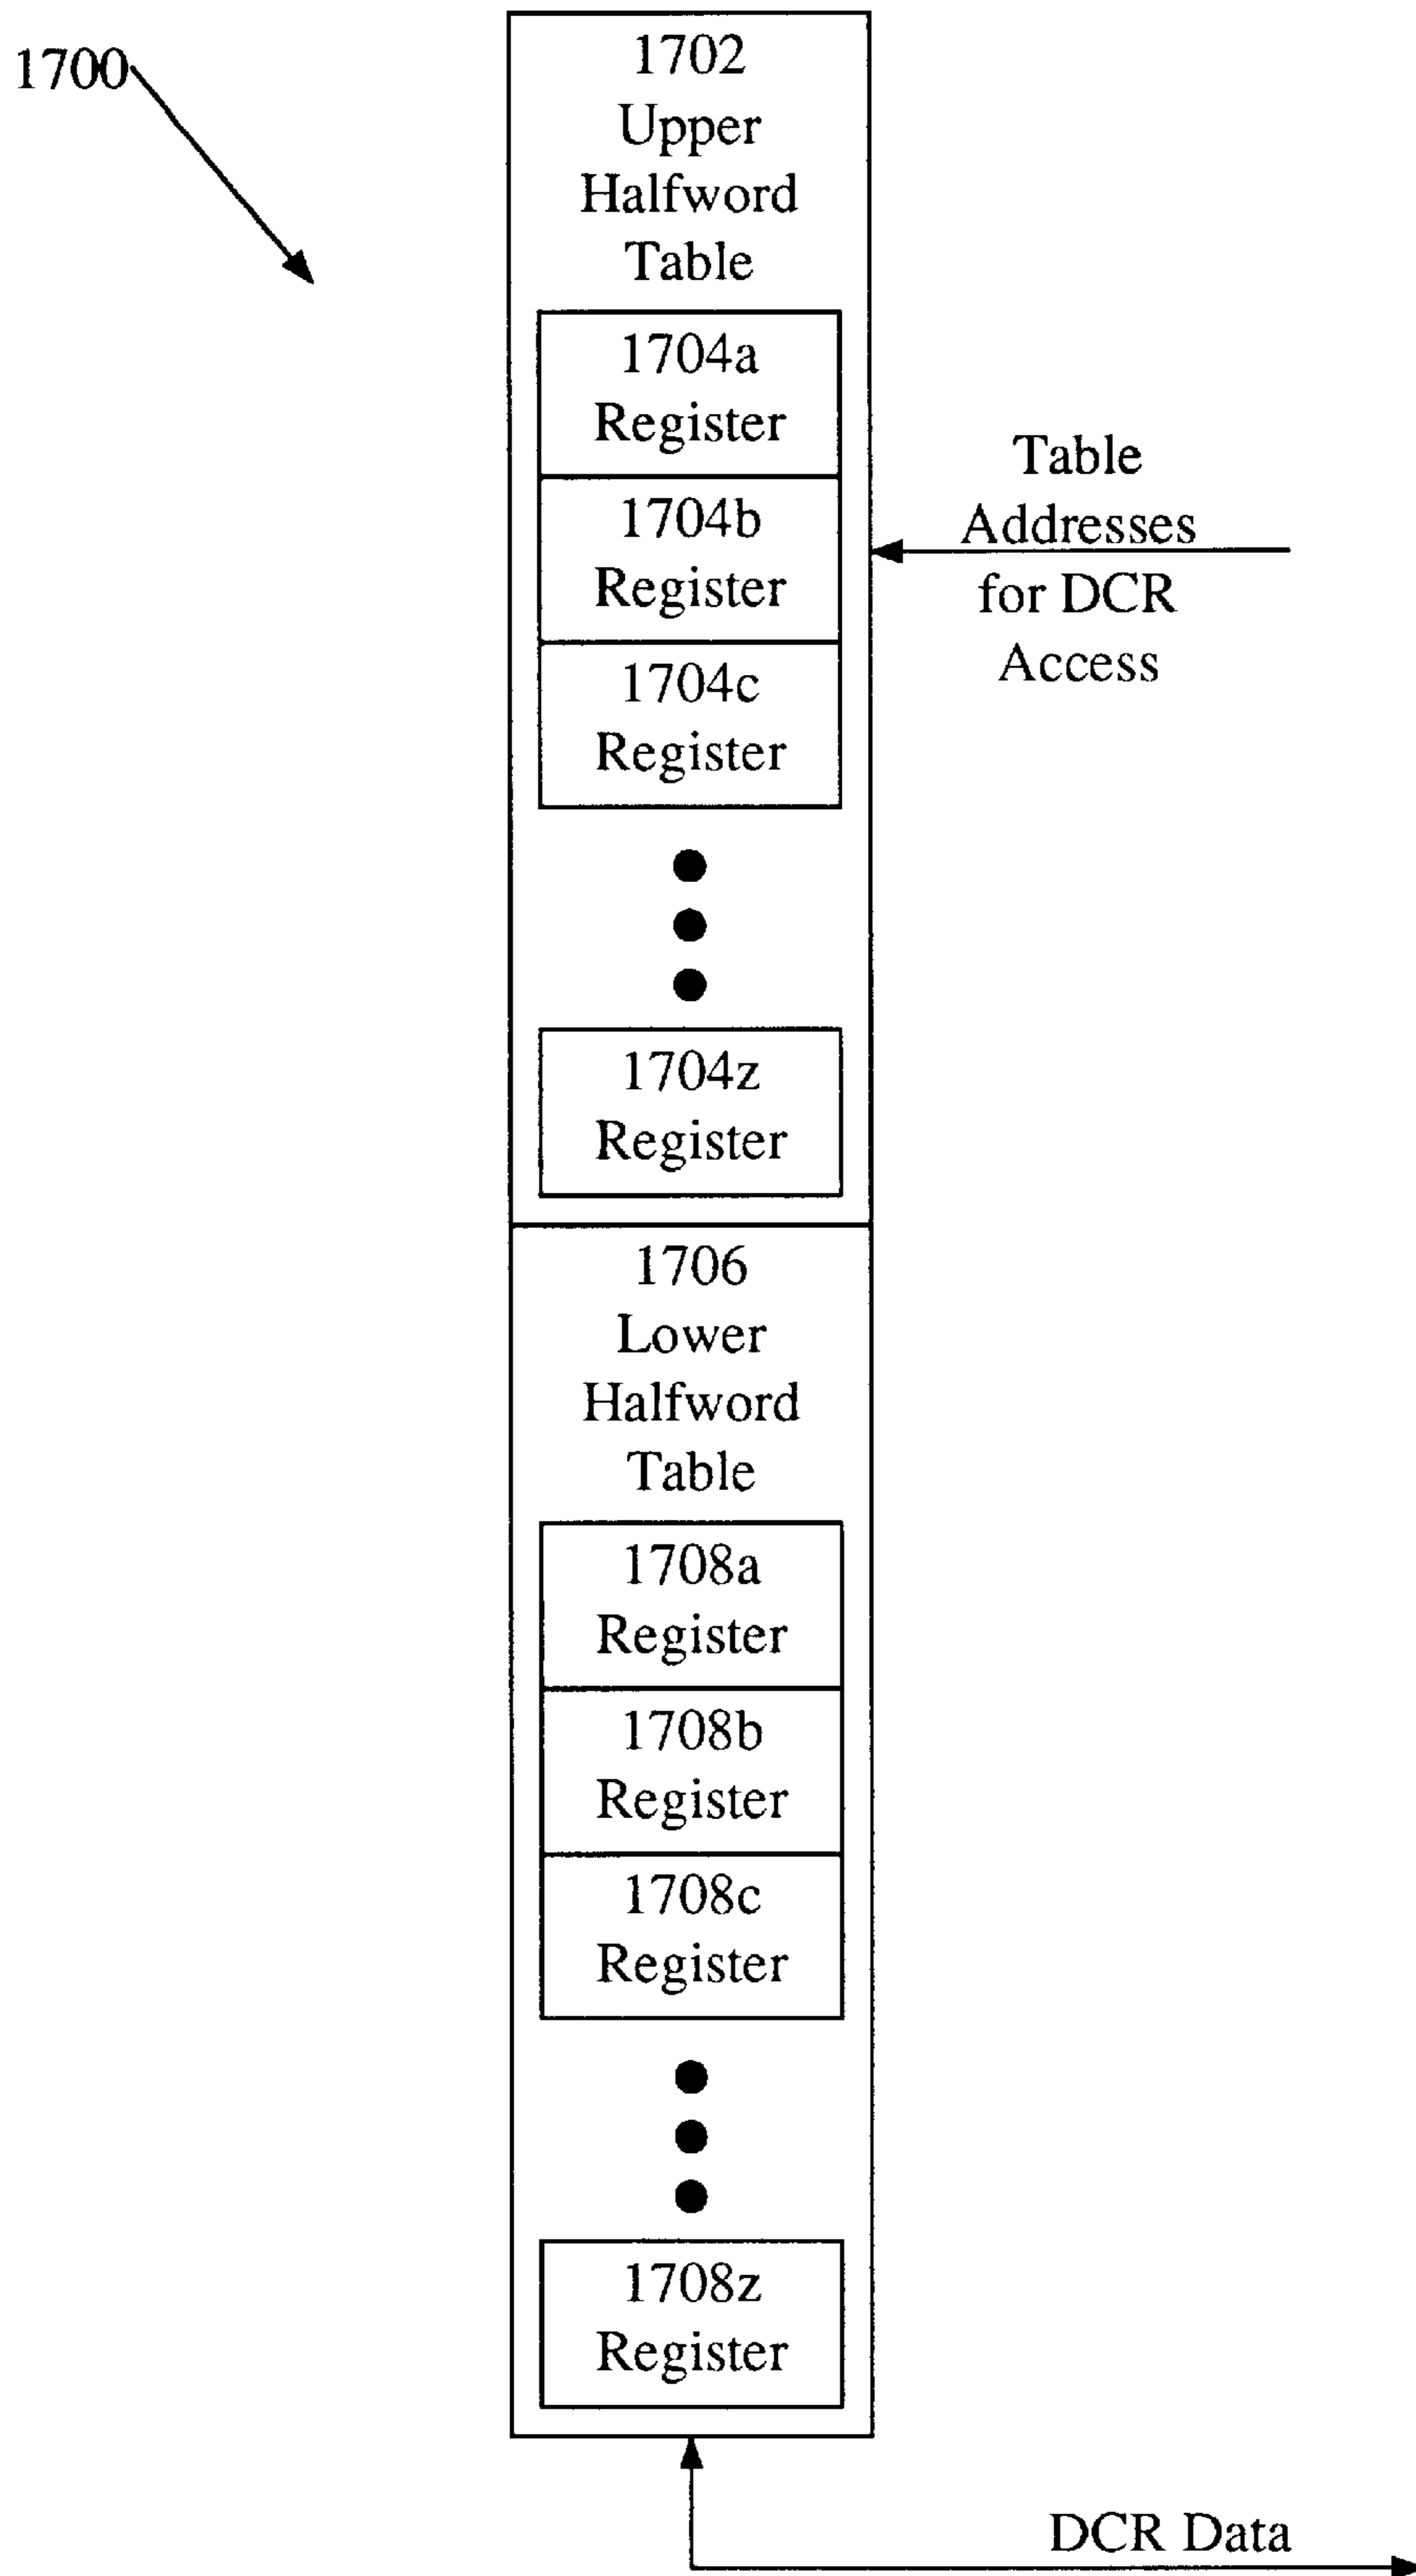 1700
1702
Upper
Halfword
Table
1704a
Register
1704b
Register
1704c
Register
1704z
Register
Table
Addresses
for DCR
Access
1706
Lower
Halfword
Table
1708a
Register
1708b
Register
1708c
Register
1708z
Register
DCR Data